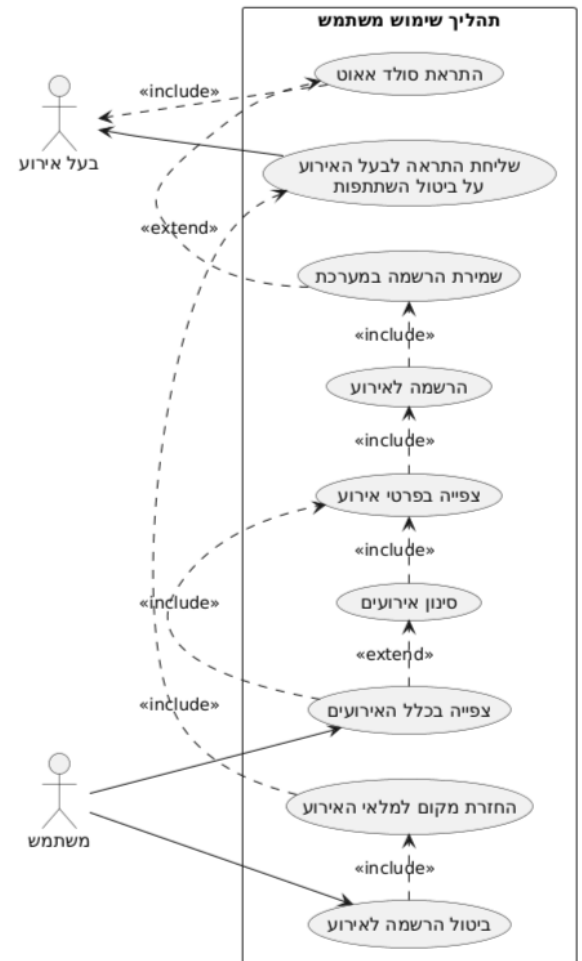 תהליך שימוש משתמש
התראת סולד אאוט
«include»
בעל אירוע
שליחת התראה לבעל האירוע
על ביטול השתתפות
«extend»
שמירת הרשמה במערכת
«include»
הרשמה לאירוע
«include»
צפייה בפרטי אירוע
«include»
סינון אירועים
«include»
«extend»
צפייה בכלל האירועים
«include»
משתמש
החזרת מקום למלאי האירוע
«include»
ביטול הרשמה לאירוע